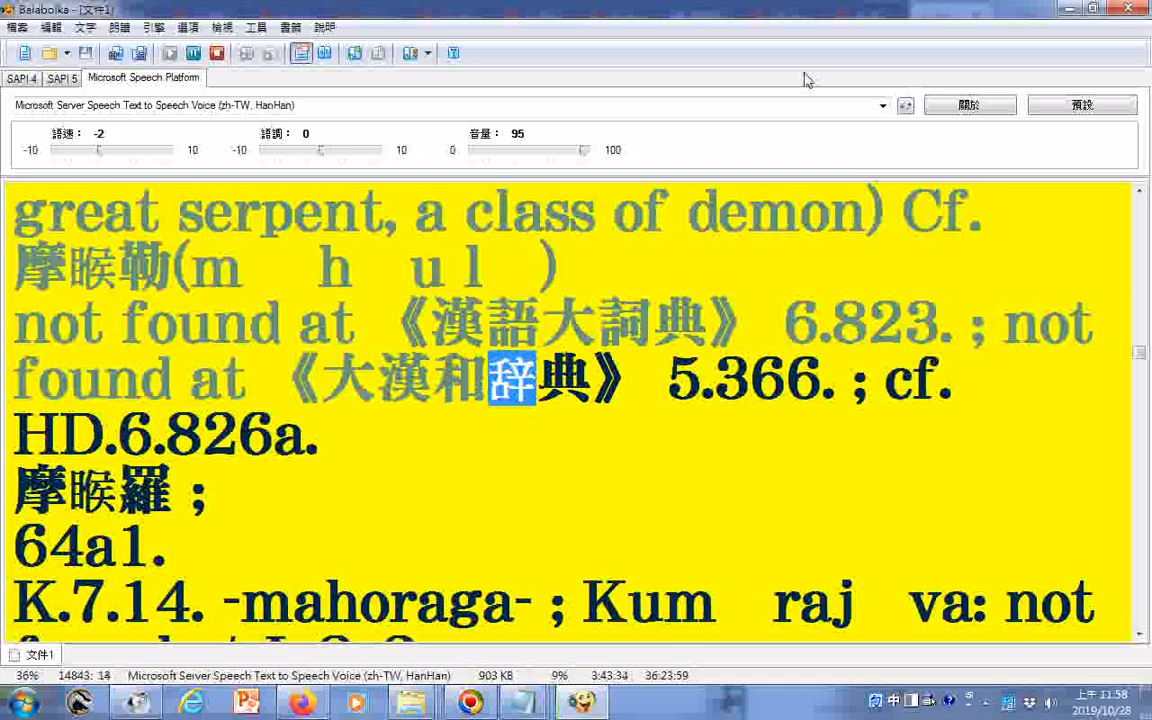 Balabolka - [文件1]
檔案 編輯 文字 朗讀 引擎 選項 檢視 工具 書籤 說明
SAPI 4 SAPI 5 Microsoft Speech Platform
Microsoft Server Speech Text to Speech Voice (zh-TW, HanHan) 關於 預設
語速： -2 語調： 0 音量： 95
-10 10 -10 10 0 100
great serpent, a class of demon) Cf.
摩睺勒(m h u l )
not found at 《漢語大詞典》 6.823. ; not
found at 《大漢和辞典》 5.366. ; cf.
HD.6.826a.
摩睺羅 ;
64a1.
K.7.14. -mahoraga- ; Kum raj va: not
文件1
36% 14843: 13 Microsoft Server Speech Text to Speech Voice (zh-TW, HanHan) 903 KB 9% 3:43:34 36:23:59
中 上午 11:58
2019/10/28